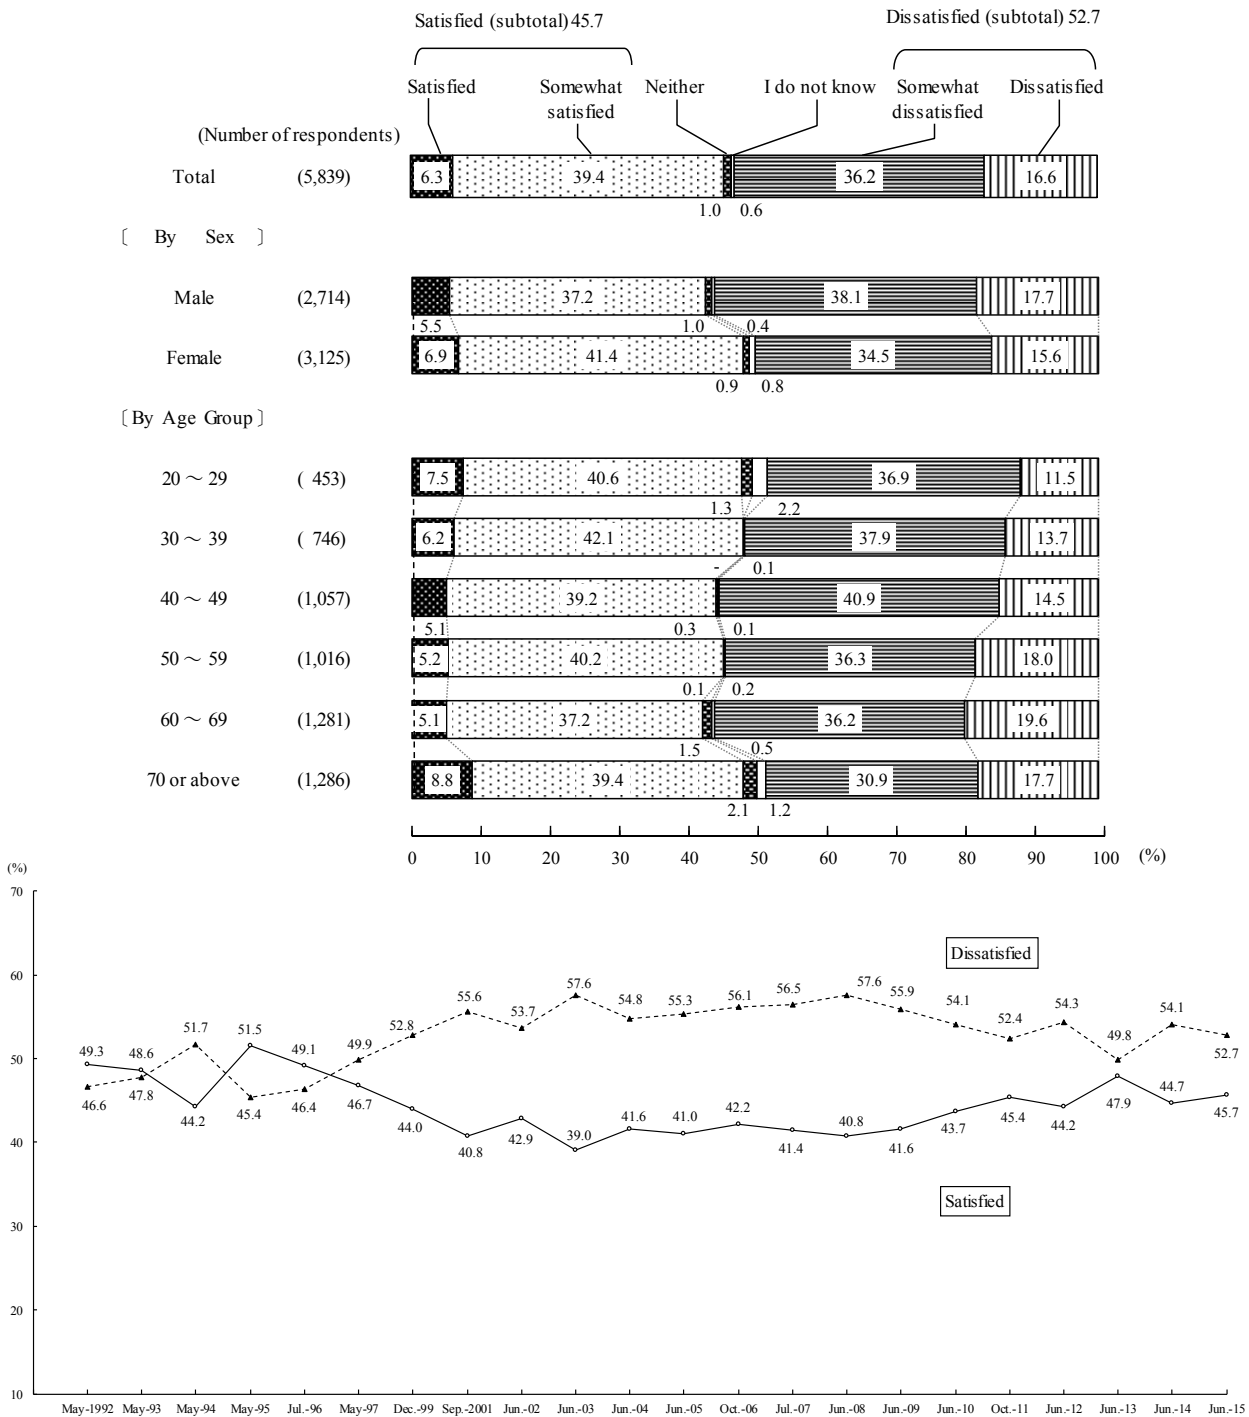 Satisfied (subtotal) 45.7
Dissatisfied (subtotal) 52.7
Satisfied
Somewhat satisfied
Neither
I do not know
Somewhat dissatisfied
Dissatisfied
(Number of respondents)
Total (5,839) 6.3 39.4 36.2 16.6
1.0 0.6
〔 By Sex 〕
Male (2,714) 37.2 38.1 17.7
5.5 1.0 0.4
Female (3,125) 6.9 41.4 34.5 15.6
0.9 0.8
〔By Age Group〕
20～29 ( 453) 7.5 40.6 36.9 11.5
1.3 2.2
30～39 ( 746) 6.2 42.1 37.9 13.7
- 0.1
40～49 (1,057) 39.2 40.9 14.5
5.1 0.3 0.1
50～59 (1,016) 5.2 40.2 36.3 18.0
0.1 0.2
60～69 (1,281) 5.1 37.2 36.2 19.6
1.5 0.5
70 or above (1,286) 8.8 39.4 30.9 17.7
2.1 1.2
0 10 20 30 40 50 60 70 80 90 100 (%)
(%)
70
60
50
40
30
20
10
Dissatisfied
46.6 47.8 51.7 45.4 46.4 49.9 52.8 55.6 53.7 57.6 54.8 55.3 56.1 56.5 57.6 55.9 54.1 52.4 54.3 49.8 54.1 52.7
49.3 48.6 44.2 51.5 49.1 46.7 44.0 40.8 42.9 39.0 41.6 41.0 42.2 41.4 40.8 41.6 43.7 45.4 44.2 47.9 44.7 45.7
Satisfied
May-1992 May-93 May-94 May-95 Jul.-96 May-97 Dec.-99 Sep.-2001 Jun.-02 Jun.-03 Jun.-04 Jun.-05 Oct.-06 Jul.-07 Jun.-08 Jun.-09 Jun.-10 Oct.-11 Jun.-12 Jun.-13 Jun.-14 Jun.-15